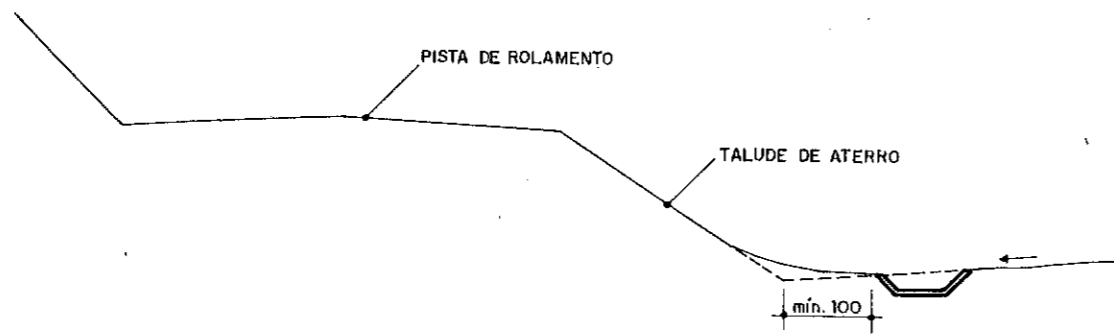 PISTA DE ROLAMENTO
TALUDE DE ATERRO
mín. 100